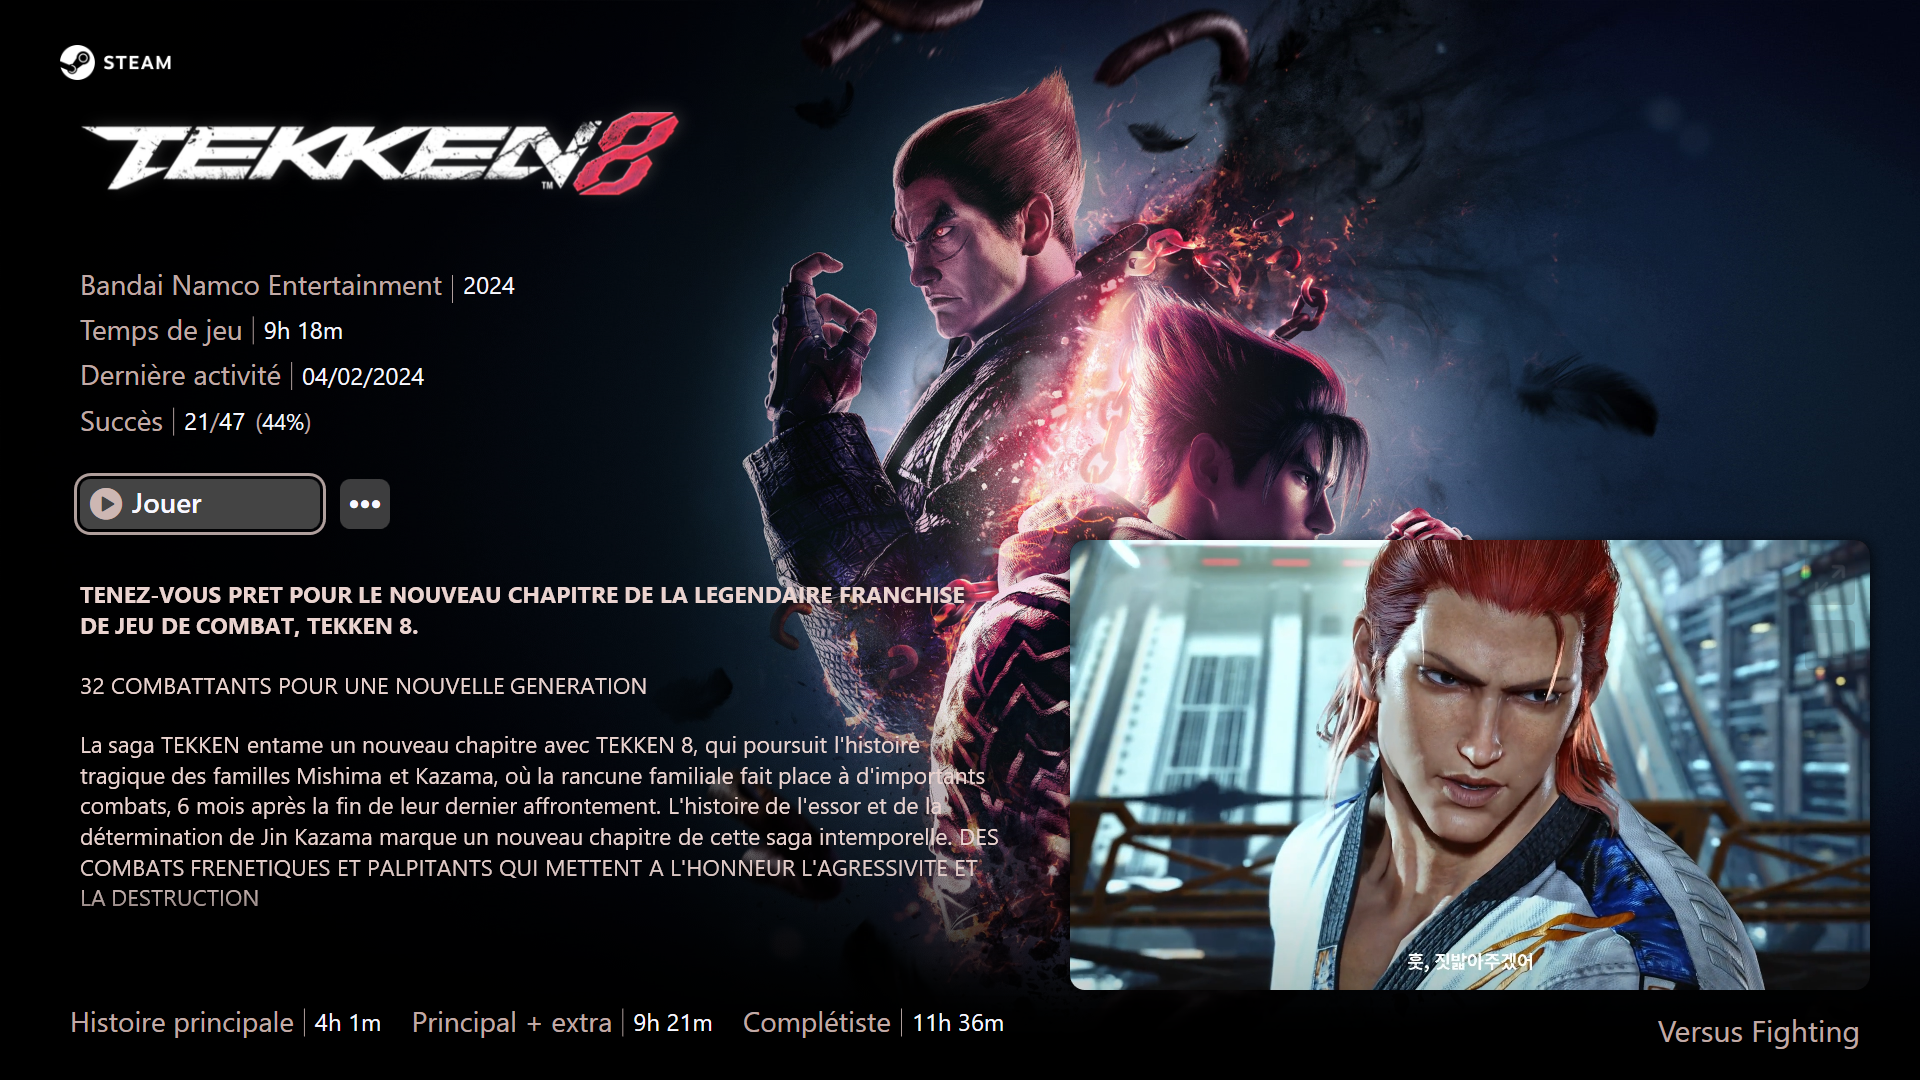 STEAM
TEKKEN 8
TM
Bandai Namco Entertainment | 2024
Temps de jeu | 9h 18m
Dernière activité | 04/02/2024
Succès | 21/47 (44%)
Jouer
TENEZ-VOUS PRET POUR LE NOUVEAU CHAPITRE DE LA LEGENDAIRE FRANCHISE
DE JEU DE COMBAT, TEKKEN 8.
32 COMBATTANTS POUR UNE NOUVELLE GENERATION
La saga TEKKEN entame un nouveau chapitre avec TEKKEN 8, qui poursuit l'histoire
tragique des familles Mishima et Kazama, où la rancune familiale fait place à d'importants
combats, 6 mois après la fin de leur dernier affrontement. L'histoire de l'essor et de la
détermination de Jin Kazama marque un nouveau chapitre de cette saga intemporelle. DES
COMBATS FRENETIQUES ET PALPITANTS QUI METTENT A L'HONNEUR L'AGRESSIVITE ET
LA DESTRUCTION
훗, 짓밟아주겠어
Histoire principale | 4h 1m Principal + extra | 9h 21m Complétiste | 11h 36m
Versus Fighting